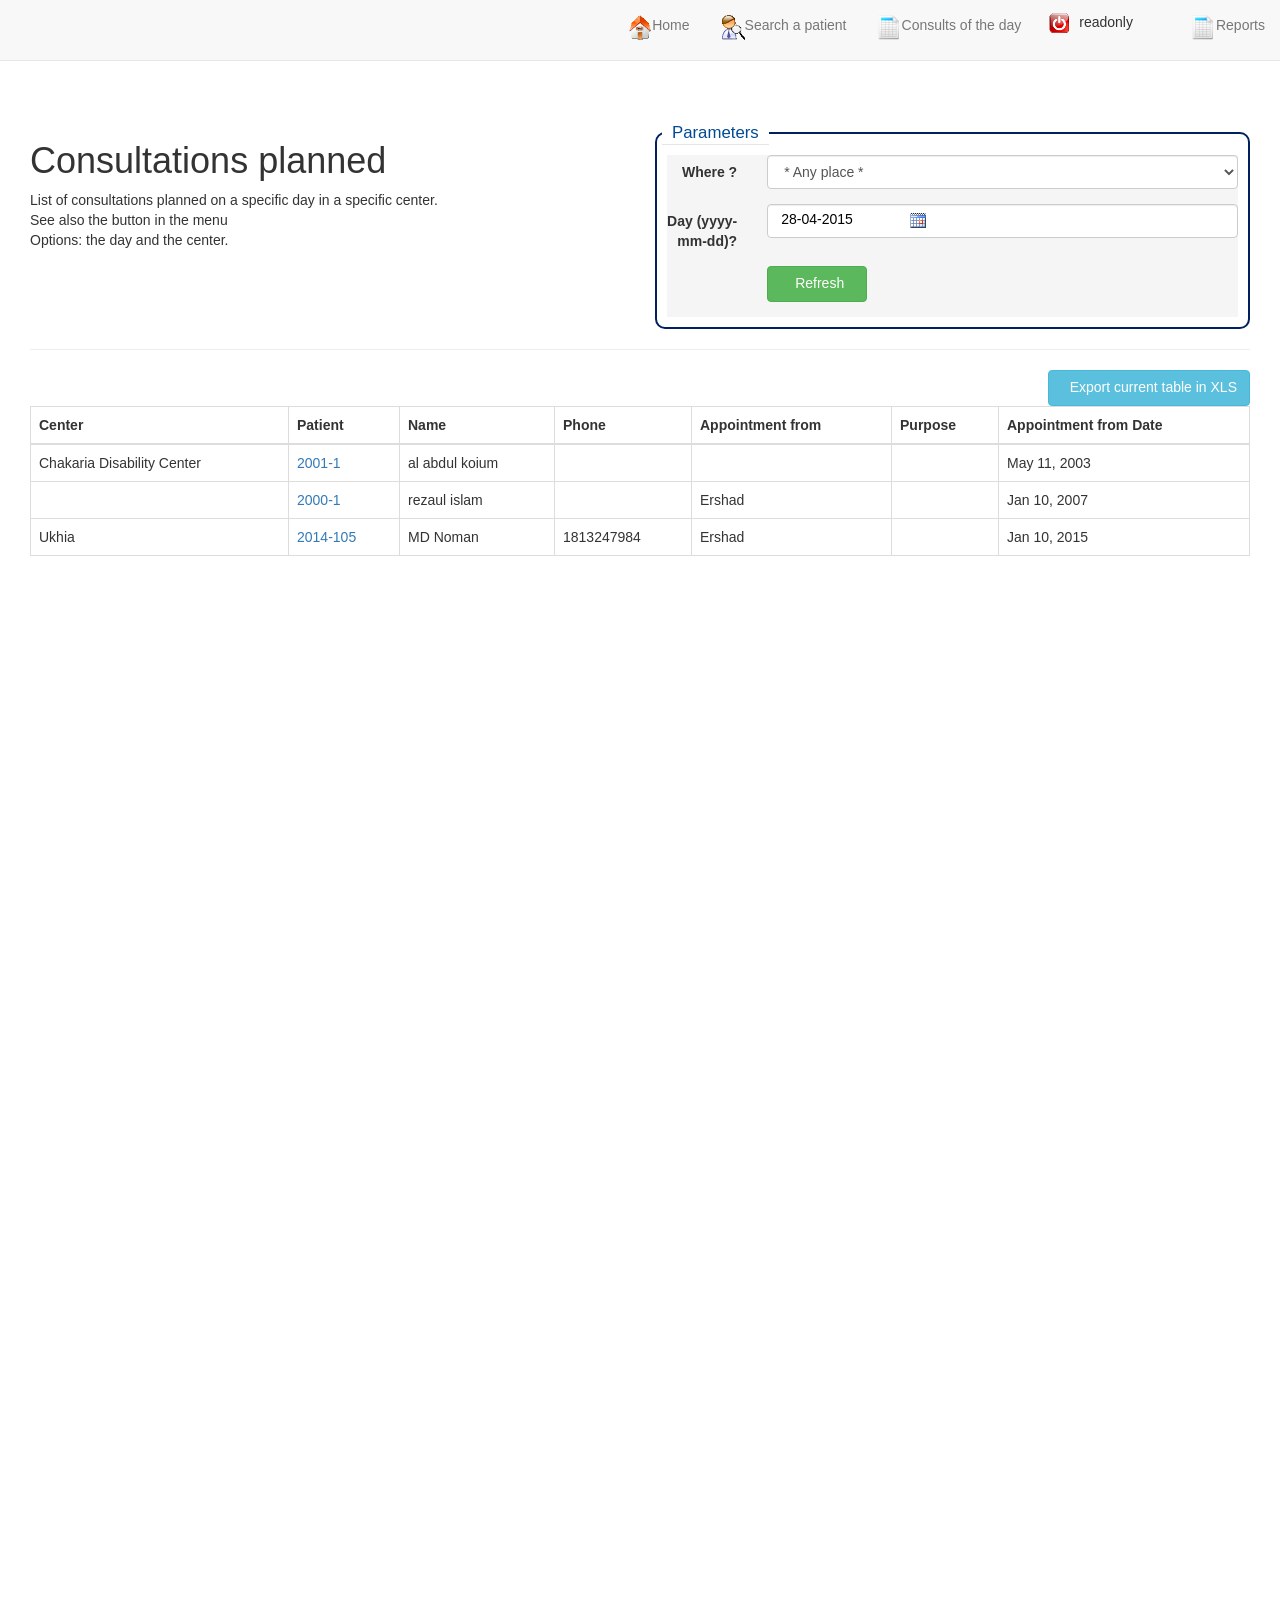 Home Search a patient Consults of the day readonly Reports
Consultations planned
List of consultations planned on a specific day in a specific center.
See also the button in the menu
Options: the day and the center.
Parameters
Where ? * Any place *
Day (yyyy-
mm-dd)? 28-04-2015
Refresh
Export current table in XLS
Center Patient Name Phone Appointment from Purpose Appointment from Date
Chakaria Disability Center 2001-1 al abdul koium May 11, 2003
2000-1 rezaul islam Ershad Jan 10, 2007
Ukhia 2014-105 MD Noman 1813247984 Ershad Jan 10, 2015